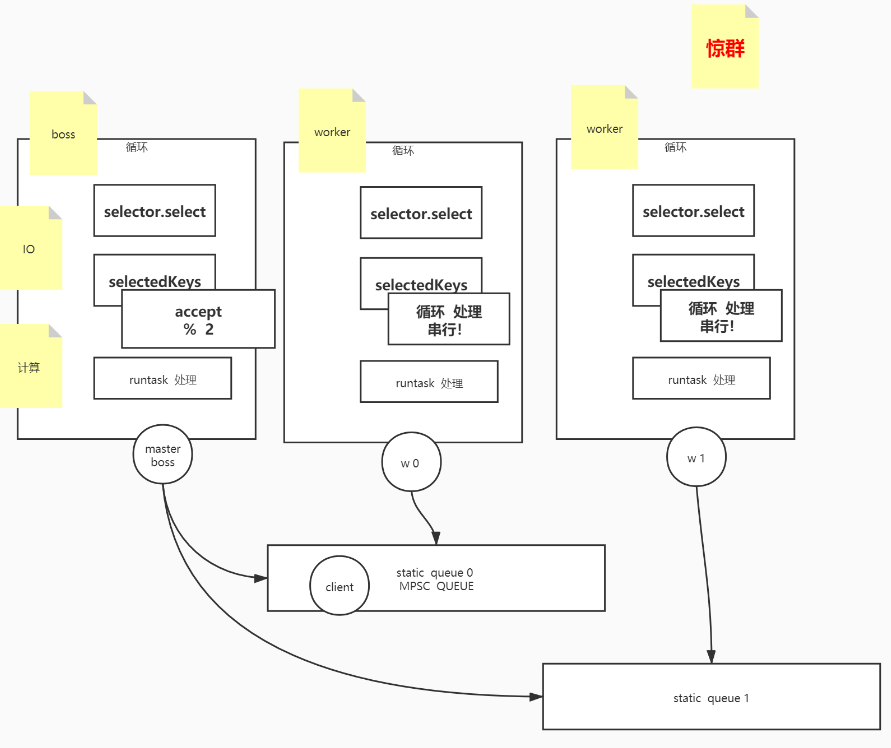 惊群
boss
循环
selector.select
IO
selectedKeys
accept
% 2
计算
runtask 处理
master
boss
worker
循环
selector.select
selectedKeys
循环 处理
串行!
runtask 处理
w 0
worker
循环
selector.select
selectedKeys
循环 处理
串行!
runtask 处理
w 1
client
static queue 0
MPSC QUEUE
static queue 1